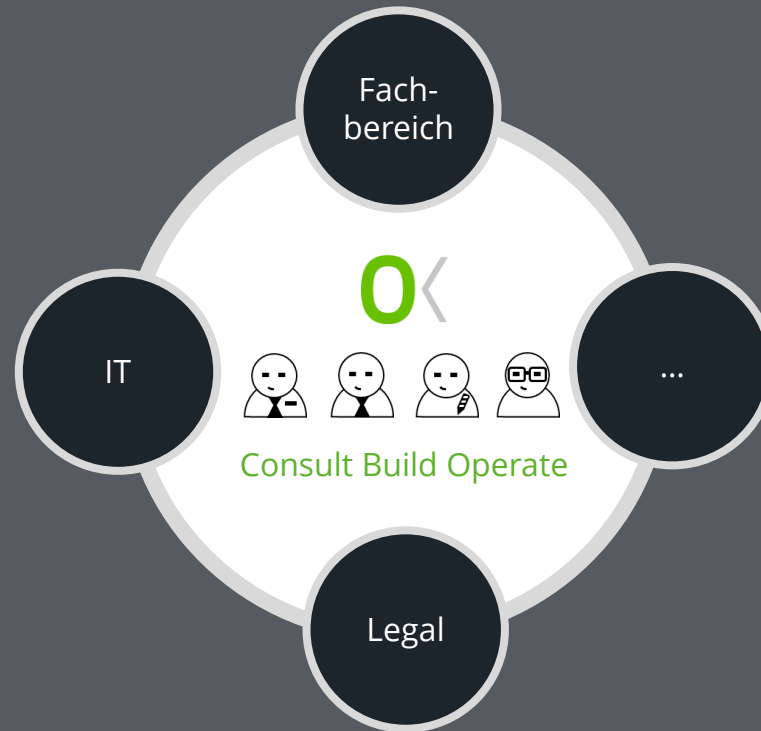 Fach-
bereich
OK
IT
...
Consult Build Operate
Legal